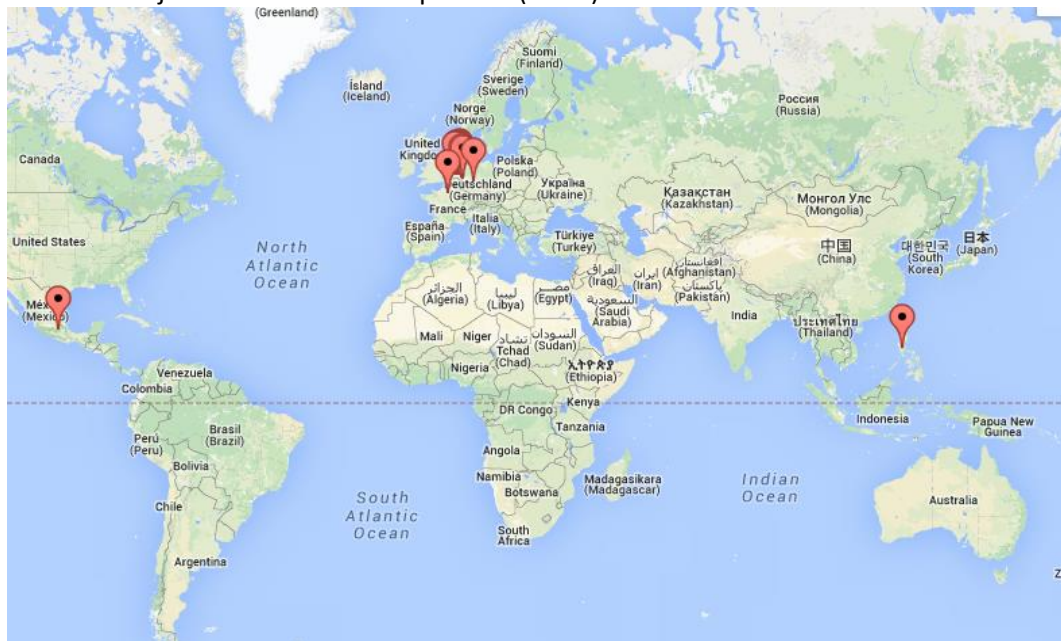 (Greenland)
Suomi
(Finland)
Ísland
(Iceland)
Sverige
(Sweden)
Norge
(Norway)
Россия
(Russia)
Canada
United
Kingdo
Polska
(Poland)
eutschland
(Germany)
Україна
(Ukraine)
Қазақстан
(Kazakhstan)
Монгол Улс
(Mongolia)
France
Italia
(Italy)
España
(Spain)
Türkiye
(Turkey)
United States
North
Atlantic
Ocean
中国
(China)
대한민국
(South
Korea)
日本
(Japan)
افغانستان
(Afghanistan)
ایران
(Iran)
العراق
(Iraq)
پاکستان
(Pakistan)
الجزائر
(Algeria)
ليبيا
(Libya)
مصر
(Egypt)
السعودية
(Saudi
Arabia)
Méxi
(Mexico)
India
ประเทศไทย
(Thailand)
Mali
Niger
تشاد
Tchad
(Chad)
السودان
(Sudan)
Nigeria
ኢትዮጵያ
(Ethiopia)
Venezuela
Colombia
DR Congo
Kenya
Tanzania
Indonesia
Papua New
Guinea
Perú
(Peru)
Brasil
(Brazil)
Bolivia
Angola
Namibia
Botswana
Madagasikara
(Madagascar)
Indian
Ocean
Australia
Chile
South
Atlantic
Ocean
South
Africa
Argentina